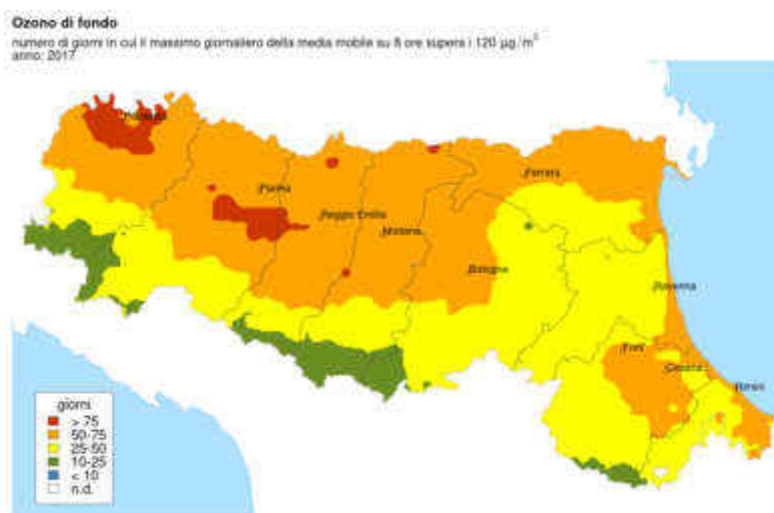 Ozono di fondo
numero di giorni in cui il massimo giornaliero della media mobile su 8 ore supera i 120 µg/m³
anno: 2017
Piacenza
Parma
Reggio Emilia
Modena
Ferrara
Bologna
Ravenna
Forlì
Cesena
Rimini
giorni
> 75
50-75
25-50
10-25
< 10
n.d.